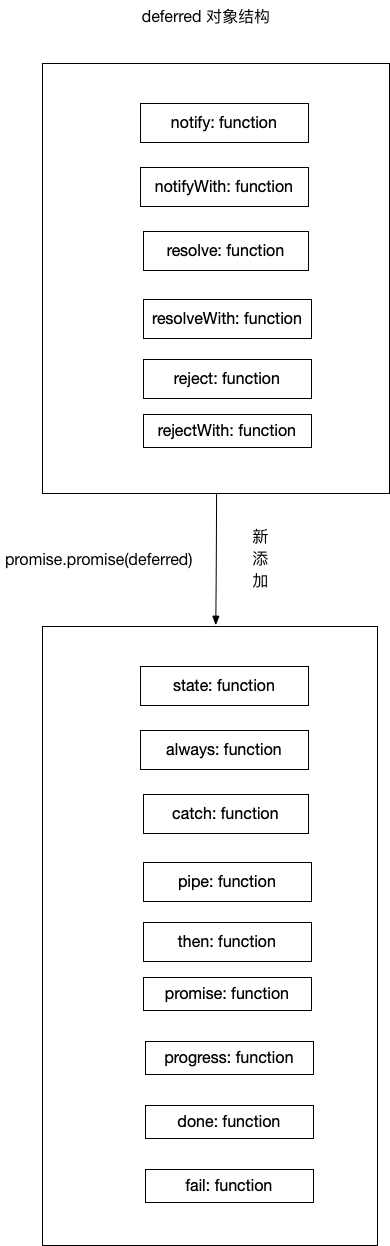 deferred 对象结构
notify: function
notifyWith: function
resolve: function
resolveWith: function
reject: function
rejectWith: function
promise.promise(deferred)
新
添
加
state: function
always: function
catch: function
pipe: function
then: function
promise: function
progress: function
done: function
fail: function